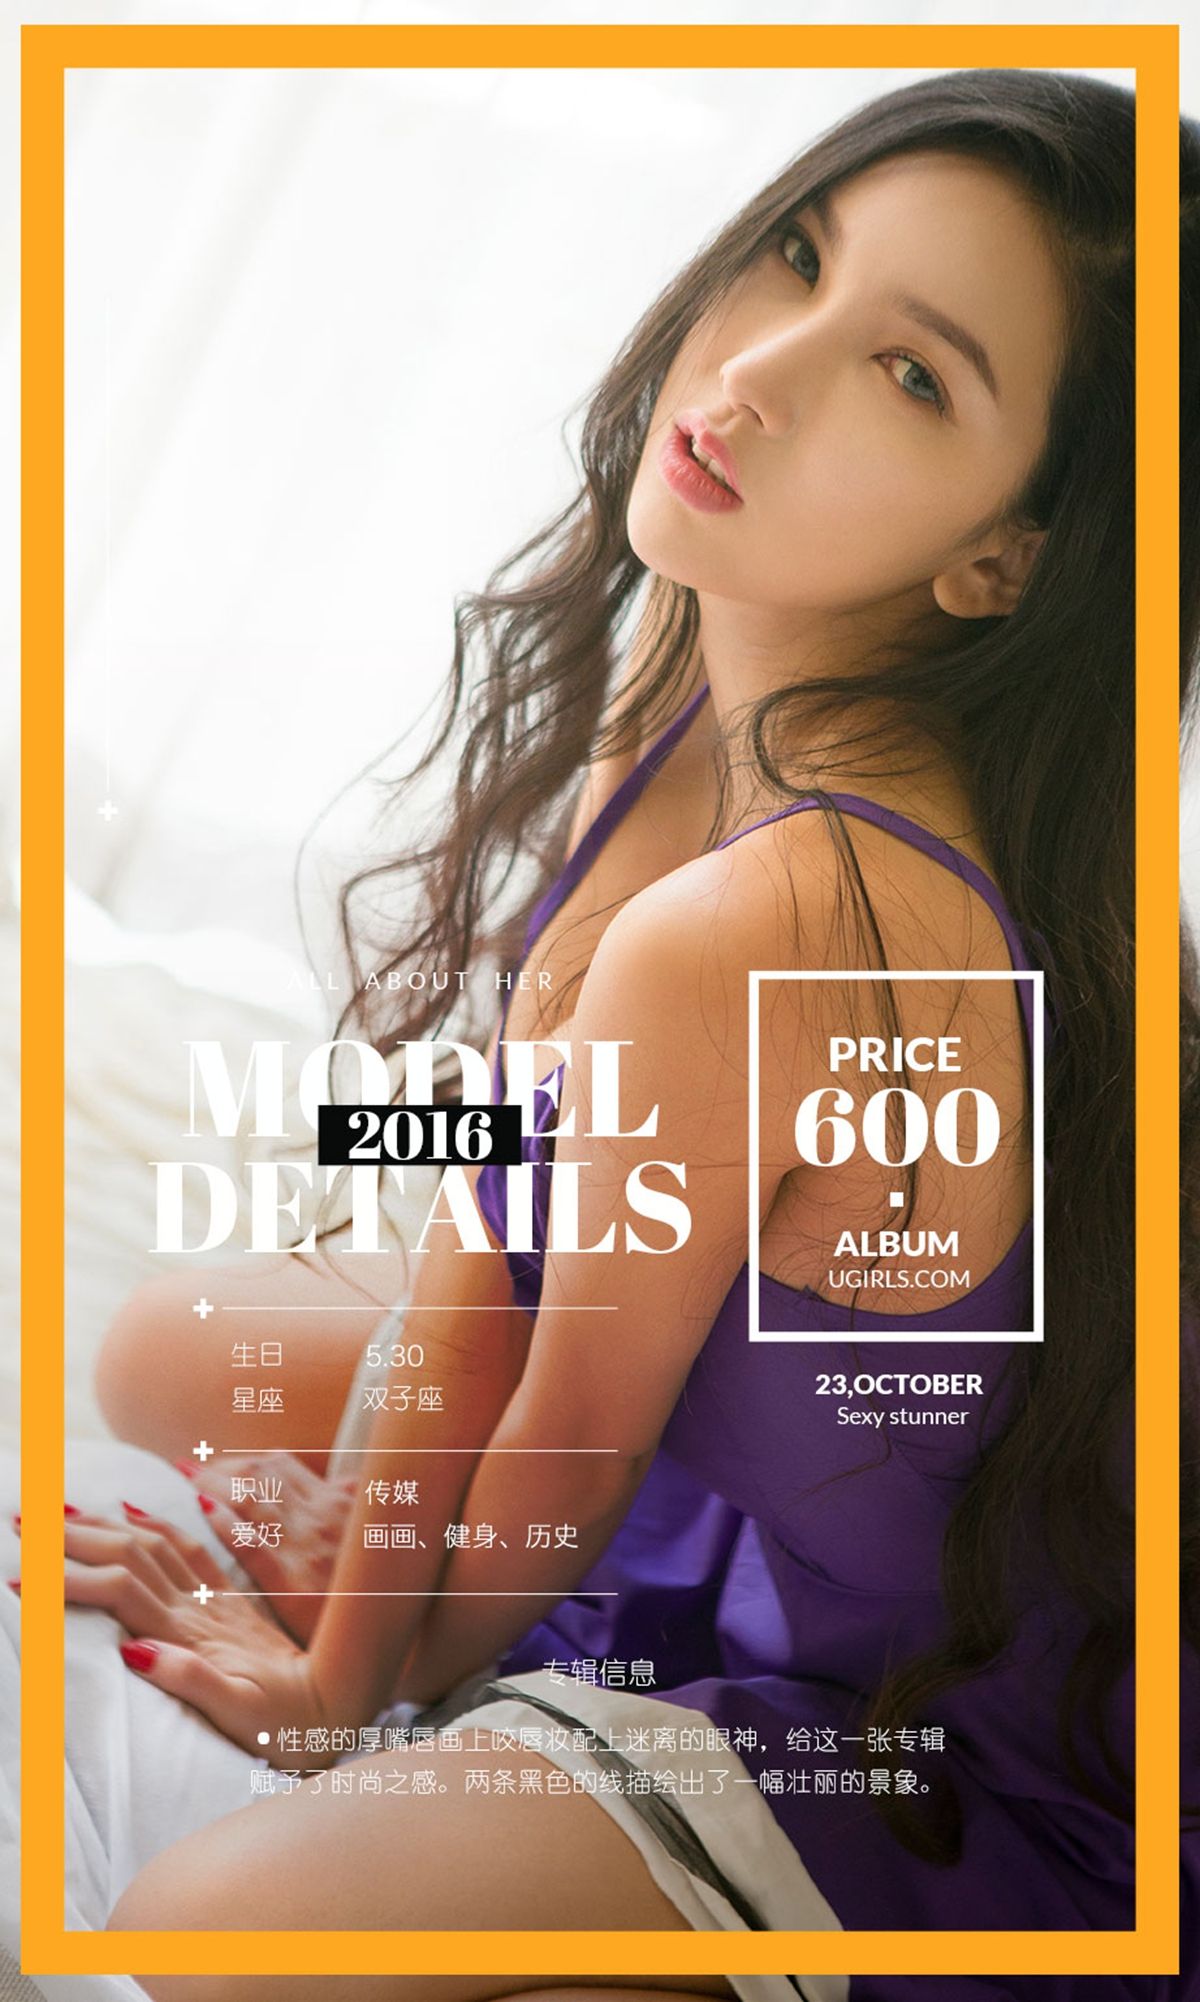 ALL ABOUT HER
MODEL
2016
DETAILS
生日 5.30
星座 双子座
职业 传媒
爱好 画画、健身、历史
PRICE
600
ALBUM
UGIRLS.COM
23,OCTOBER
Sexy stunner
专辑信息
●性感的厚嘴唇画上咬唇妆配上迷离的眼神，给这一张专辑
赋予了时尚之感。两条黑色的线描绘出了一幅壮丽的景象。